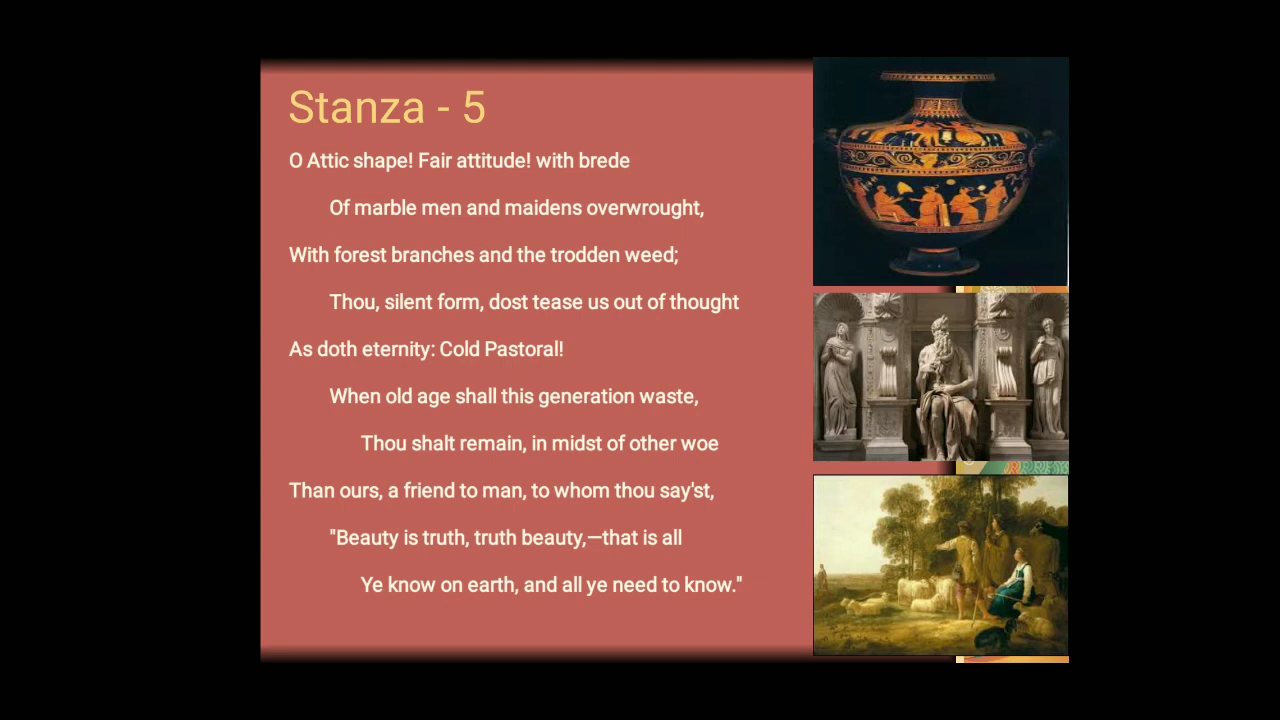 Stanza - 5
O Attic shape! Fair attitude! with brede
Of marble men and maidens overwrought,
With forest branches and the trodden weed;
Thou, silent form, dost tease us out of thought
As doth eternity: Cold Pastoral!
When old age shall this generation waste,
Thou shalt remain, in midst of other woe
Than ours, a friend to man, to whom thou say'st,
"Beauty is truth, truth beauty,—that is all
Ye know on earth, and all ye need to know."